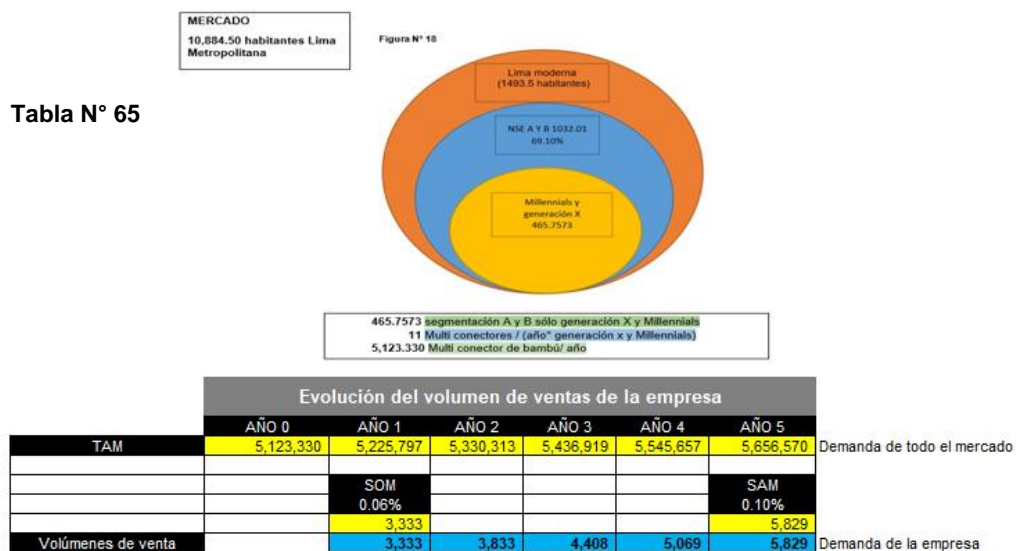 MERCADO
10,884.50 habitantes Lima
Metropolitana
Figura N° 18
Tabla N° 65
Lima moderna
(1493.5 habitantes)
NSE A Y B 1032.01
69.10%
Millennials y
generación X
465.7573
465.7573 segmentación A y B sólo generación X y Millennials
11 Multi conectores / (año* generación x y Millennials)
5,123.330 Multi conector de bambú/ año
Evolución del volumen de ventas de la empresa
AÑO 0 AÑO 1 AÑO 2 AÑO 3 AÑO 4 AÑO 5
TAM 5,123,330 5,225,797 5,330,313 5,436,919 5,545,657 5,656,570 Demanda de todo el mercado
SOM SAM
0.06% 0.10%
3,333 5,829
Volúmenes de venta 3,333 3,833 4,408 5,069 5,829 Demanda de la empresa